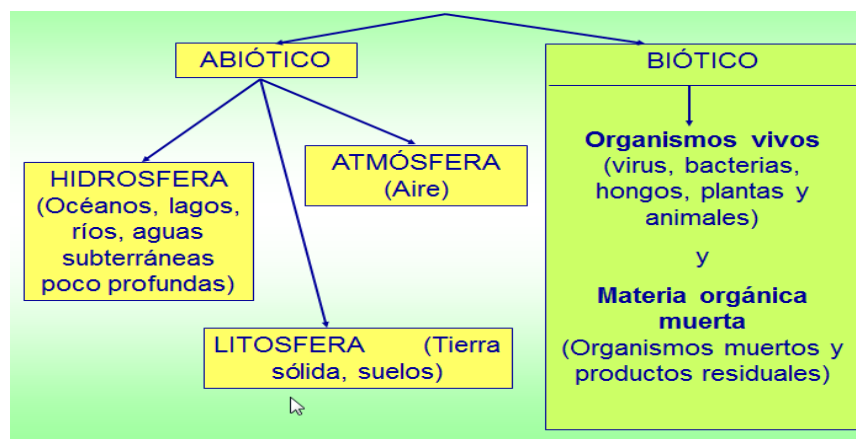 ABIÓTICO
BIÓTICO
HIDROSFERA
(Océanos, lagos,
ríos, aguas
subterráneas
poco profundas)
ATMÓSFERA
(Aire)
LITOSFERA (Tierra
sólida, suelos)
Organismos vivos
(virus, bacterias,
hongos, plantas y
animales)
y
Materia orgánica
muerta
(Organismos muertos y
productos residuales)